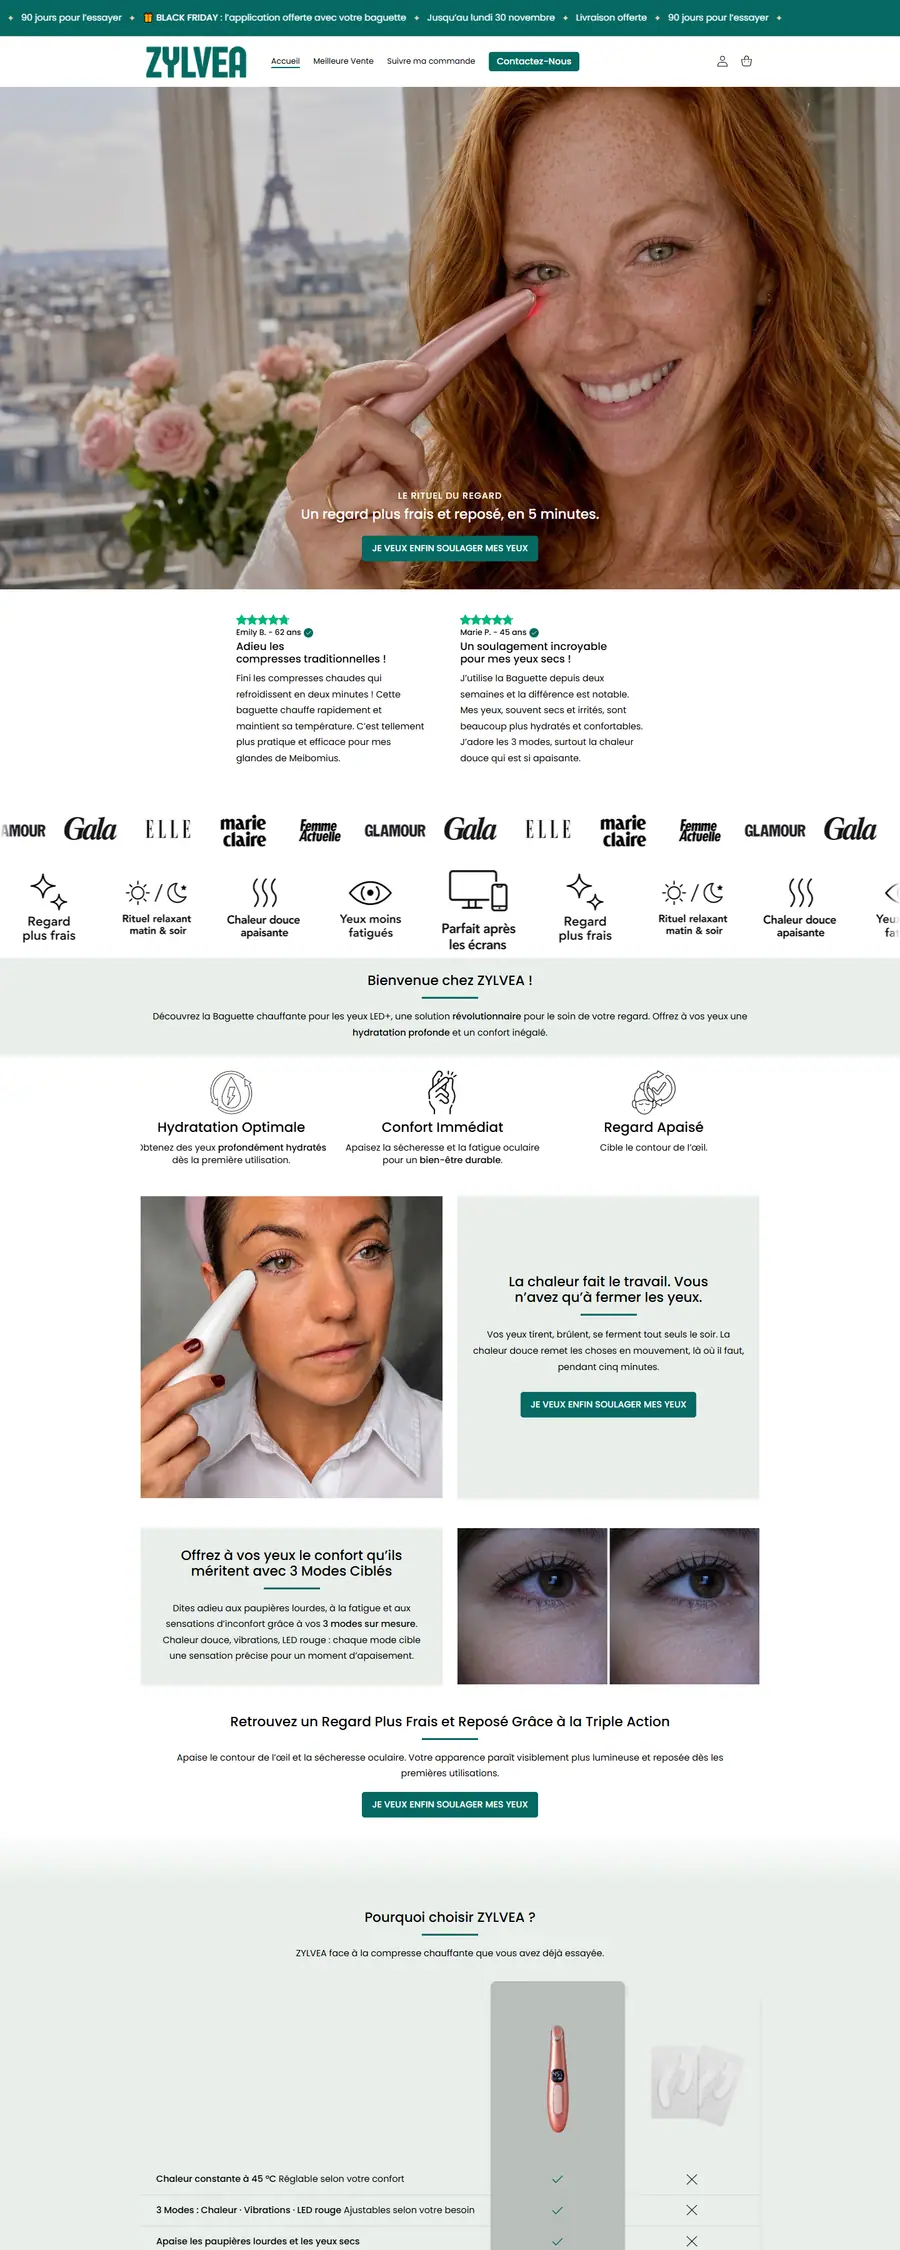 90 jours pour l'essayer ✦ 🎁 BLACK FRIDAY : l'application offerte avec votre baguette ✦ Jusqu'au lundi 30 novembre ✦ Livraison offerte ✦ 90 jours pour l'essayer ✦
ZYLVEA Accueil Meilleure Vente Suivre ma commande Contactez-Nous
LE RITUEL DU REGARD
Un regard plus frais et reposé, en 5 minutes.
JE VEUX ENFIN SOULAGER MES YEUX
Emily B. - 62 ans
Adieu les
compresses traditionnelles !
Fini les compresses chaudes qui
refroidissent en deux minutes ! Cette
baguette chauffe rapidement et
maintient sa température. C'est tellement
plus pratique et efficace pour mes
glandes de Meibomius.
Marie P. - 45 ans
Un soulagement incroyable
pour mes yeux secs !
J'utilise la Baguette depuis deux
semaines et la différence est notable.
Mes yeux, souvent secs et irrités, sont
beaucoup plus hydratés et confortables.
J'adore les 3 modes, surtout la chaleur
douce qui est si apaisante.
AMOUR Gala ELLE marie claire Femme Actuelle GLAMOUR Gala ELLE marie claire Femme Actuelle GLAMOUR Gala
Regard
plus frais
Rituel relaxant
matin & soir
Chaleur douce
apaisante
Yeux moins
fatigués
Parfait après
les écrans
Regard
plus frais
Rituel relaxant
matin & soir
Chaleur douce
apaisante
Yeu
fa
Bienvenue chez ZYLVEA !
Découvrez la Baguette chauffante pour les yeux LED+, une solution révolutionnaire pour le soin de votre regard. Offrez à vos yeux une
hydratation profonde et un confort inégalé.
Hydratation Optimale
Obtenez des yeux profondément hydratés
dès la première utilisation.
Confort Immédiat
Apaisez la sécheresse et la fatigue oculaire
pour un bien-être durable.
Regard Apaisé
Cible le contour de l'œil.
La chaleur fait le travail. Vous
n'avez qu'à fermer les yeux.
Vos yeux tirent, brûlent, se ferment tout seuls le soir. La
chaleur douce remet les choses en mouvement, là où il faut,
pendant cinq minutes.
JE VEUX ENFIN SOULAGER MES YEUX
Offrez à vos yeux le confort qu'ils
méritent avec 3 Modes Ciblés
Dites adieu aux paupières lourdes, à la fatigue et aux
sensations d'inconfort grâce à vos 3 modes sur mesure.
Chaleur douce, vibrations, LED rouge : chaque mode cible
une sensation précise pour un moment d'apaisement.
Retrouvez un Regard Plus Frais et Reposé Grâce à la Triple Action
Apaise le contour de l'œil et la sécheresse oculaire. Votre apparence paraît visiblement plus lumineuse et reposée dès les
premières utilisations.
JE VEUX ENFIN SOULAGER MES YEUX
Pourquoi choisir ZYLVEA ?
ZYLVEA face à la compresse chauffante que vous avez déjà essayée.
Chaleur constante à 45 °C Réglable selon votre confort
3 Modes : Chaleur · Vibrations · LED rouge Ajustables selon votre besoin
Apaise les paupières lourdes et les yeux secs